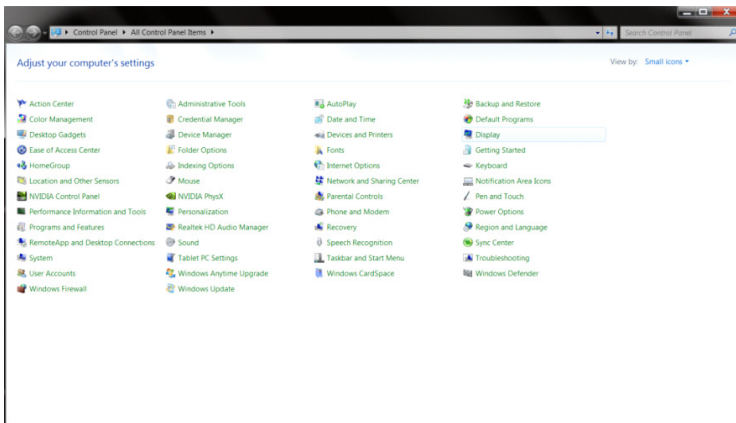 Control Panel ▸ All Control Panel Items ▸ Search Control Panel
Adjust your computer's settings View by: Small icons
Action Center Administrative Tools AutoPlay Backup and Restore
Color Management Credential Manager Date and Time Default Programs
Desktop Gadgets Device Manager Devices and Printers Display
Ease of Access Center Folder Options Fonts Getting Started
HomeGroup Indexing Options Internet Options Keyboard
Location and Other Sensors Mouse Network and Sharing Center Notification Area Icons
NVIDIA Control Panel NVIDIA PhysX Parental Controls Pen and Touch
Performance Information and Tools Personalization Phone and Modem Power Options
Programs and Features Realtek HD Audio Manager Recovery Region and Language
RemoteApp and Desktop Connections Sound Speech Recognition Sync Center
System Tablet PC Settings Taskbar and Start Menu Troubleshooting
User Accounts Windows Anytime Upgrade Windows CardSpace Windows Defender
Windows Firewall Windows Update